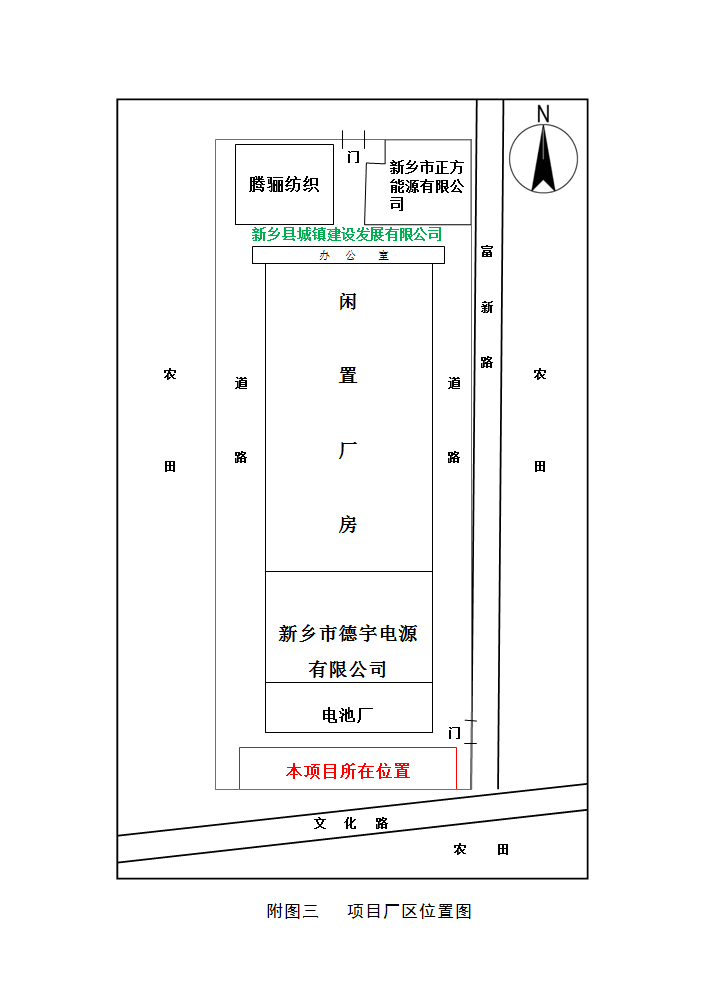 N
门
腾骊纺织
新乡市正方
能源有限公
司
新乡县城镇建设发展有限公司
办 公 室
富新路
闲置厂房
农田
道路
道路
农田
新乡市德宇电源
有限公司
电池厂
门
本项目所在位置
文 化 路
农 田
附图三 项目厂区位置图